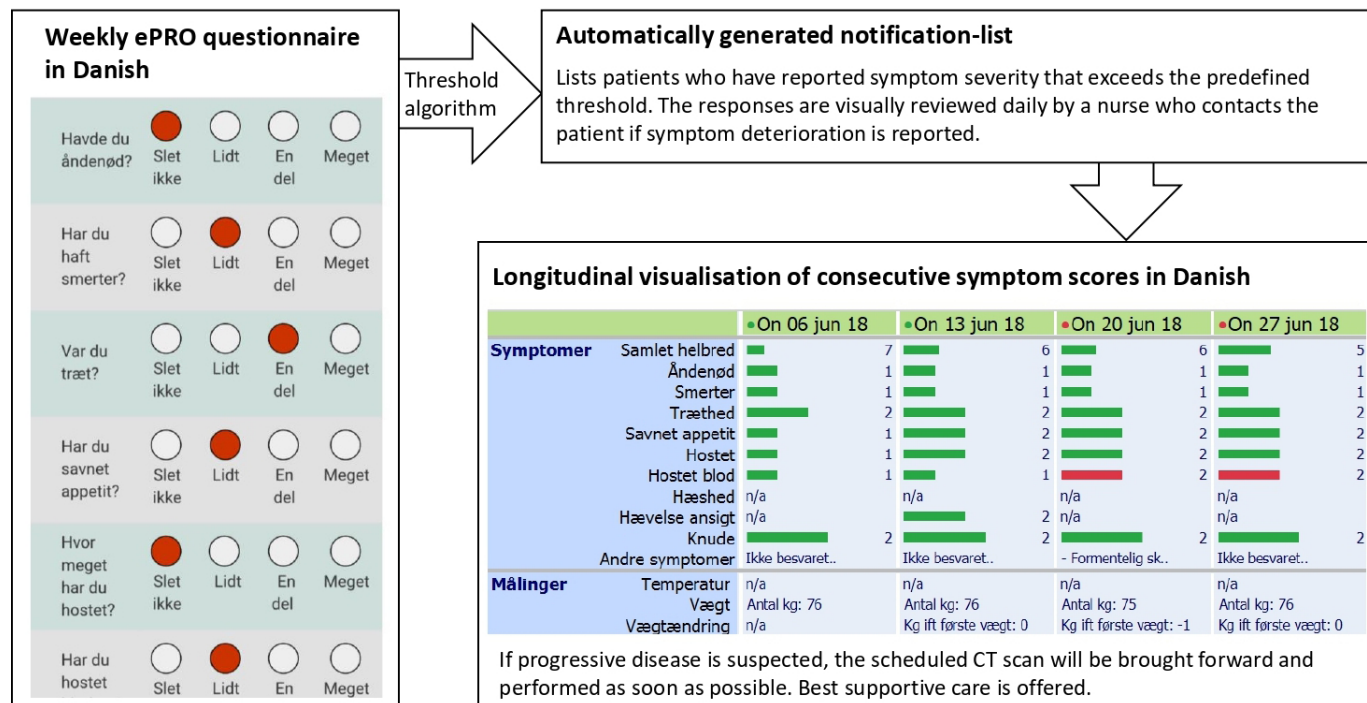 Weekly ePRO questionnaire
in Danish
Havde du
åndenød?
Slet
ikke
Lidt
En
del
Meget
Har du
haft
smerter?
Slet
ikke
Lidt
En
del
Meget
Var du
træt?
Slet
ikke
Lidt
En
del
Meget
Har du
savnet
appetit?
Slet
ikke
Lidt
En
del
Meget
Hvor
meget
har du
hostet?
Slet
ikke
Lidt
En
del
Meget
Har du
hostet
Slet
Lidt
En
Meget
Threshold
algorithm
Automatically generated notification-list
Lists patients who have reported symptom severity that exceeds the predefined
threshold. The responses are visually reviewed daily by a nurse who contacts the
patient if symptom deterioration is reported.
Longitudinal visualisation of consecutive symptom scores in Danish
On 06 jun 18 On 13 jun 18 On 20 jun 18 On 27 jun 18
Symptomer Samlet helbred 7 6 6 5
Åndenød 1 1 1 1
Smerter 1 1 1 1
Træthed 2 2 2 2
Savnet appetit 1 2 2 2
Hostet 1 2 2 2
Hostet blod 1 1 2 2
Hæshed n/a n/a n/a n/a
Hævelse ansigt n/a 2 n/a n/a
Knude 2 2 2 2
Andre symptomer Ikke besvaret.. Ikke besvaret.. - Formentelig sk.. Ikke besvaret..
Målinger Temperatur n/a n/a n/a n/a
Vægt Antal kg: 76 Antal kg: 76 Antal kg: 75 Antal kg: 76
Vægtændring n/a Kg ift første vægt: 0 Kg ift første vægt: -1 Kg ift første vægt: 0
If progressive disease is suspected, the scheduled CT scan will be brought forward and
performed as soon as possible. Best supportive care is offered.